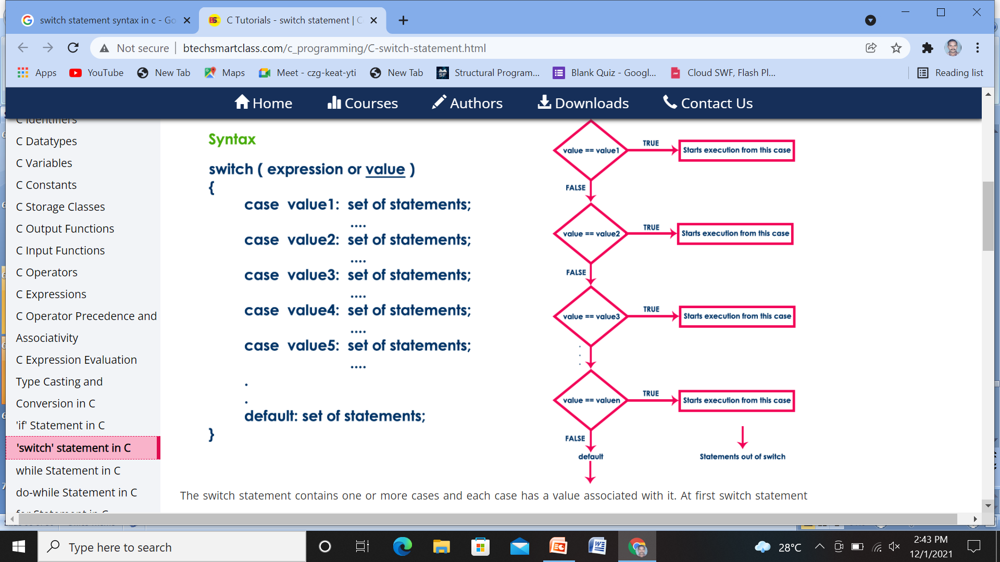 switch statement syntax in c - Go
C Tutorials - switch statement | C
Not secure
btechsmartclass.com/c_programming/C-switch-statement.html
Apps
YouTube
New Tab
Maps
Meet - czg-keat-yti
New Tab
Structural Program...
Blank Quiz - Googl...
Cloud SWF, Flash Pl...
Reading list
Home
Courses
Authors
Downloads
Contact Us
C Identifiers
C Datatypes
C Variables
C Constants
C Storage Classes
C Output Functions
C Input Functions
C Operators
C Expressions
C Operator Precedence and
Associativity
C Expression Evaluation
Type Casting and
Conversion in C
'if' Statement in C
'switch' statement in C
while Statement in C
do-while Statement in C
for Statement in C
Syntax
switch ( expression or value )
{
case value1: set of statements;
....
case value2: set of statements;
....
case value3: set of statements;
....
case value4: set of statements;
....
case value5: set of statements;
....
.
.
default: set of statements;
}
value == value1
TRUE
Starts execution from this case
FALSE
value == value2
TRUE
Starts execution from this case
FALSE
value == value3
TRUE
Starts execution from this case
.
.
.
value == valuen
TRUE
Starts execution from this case
FALSE
default
Statements out of switch
The switch statement contains one or more cases and each case has a value associated with it. At first switch statement
Type here to search
28°C
2:43 PM
12/1/2021